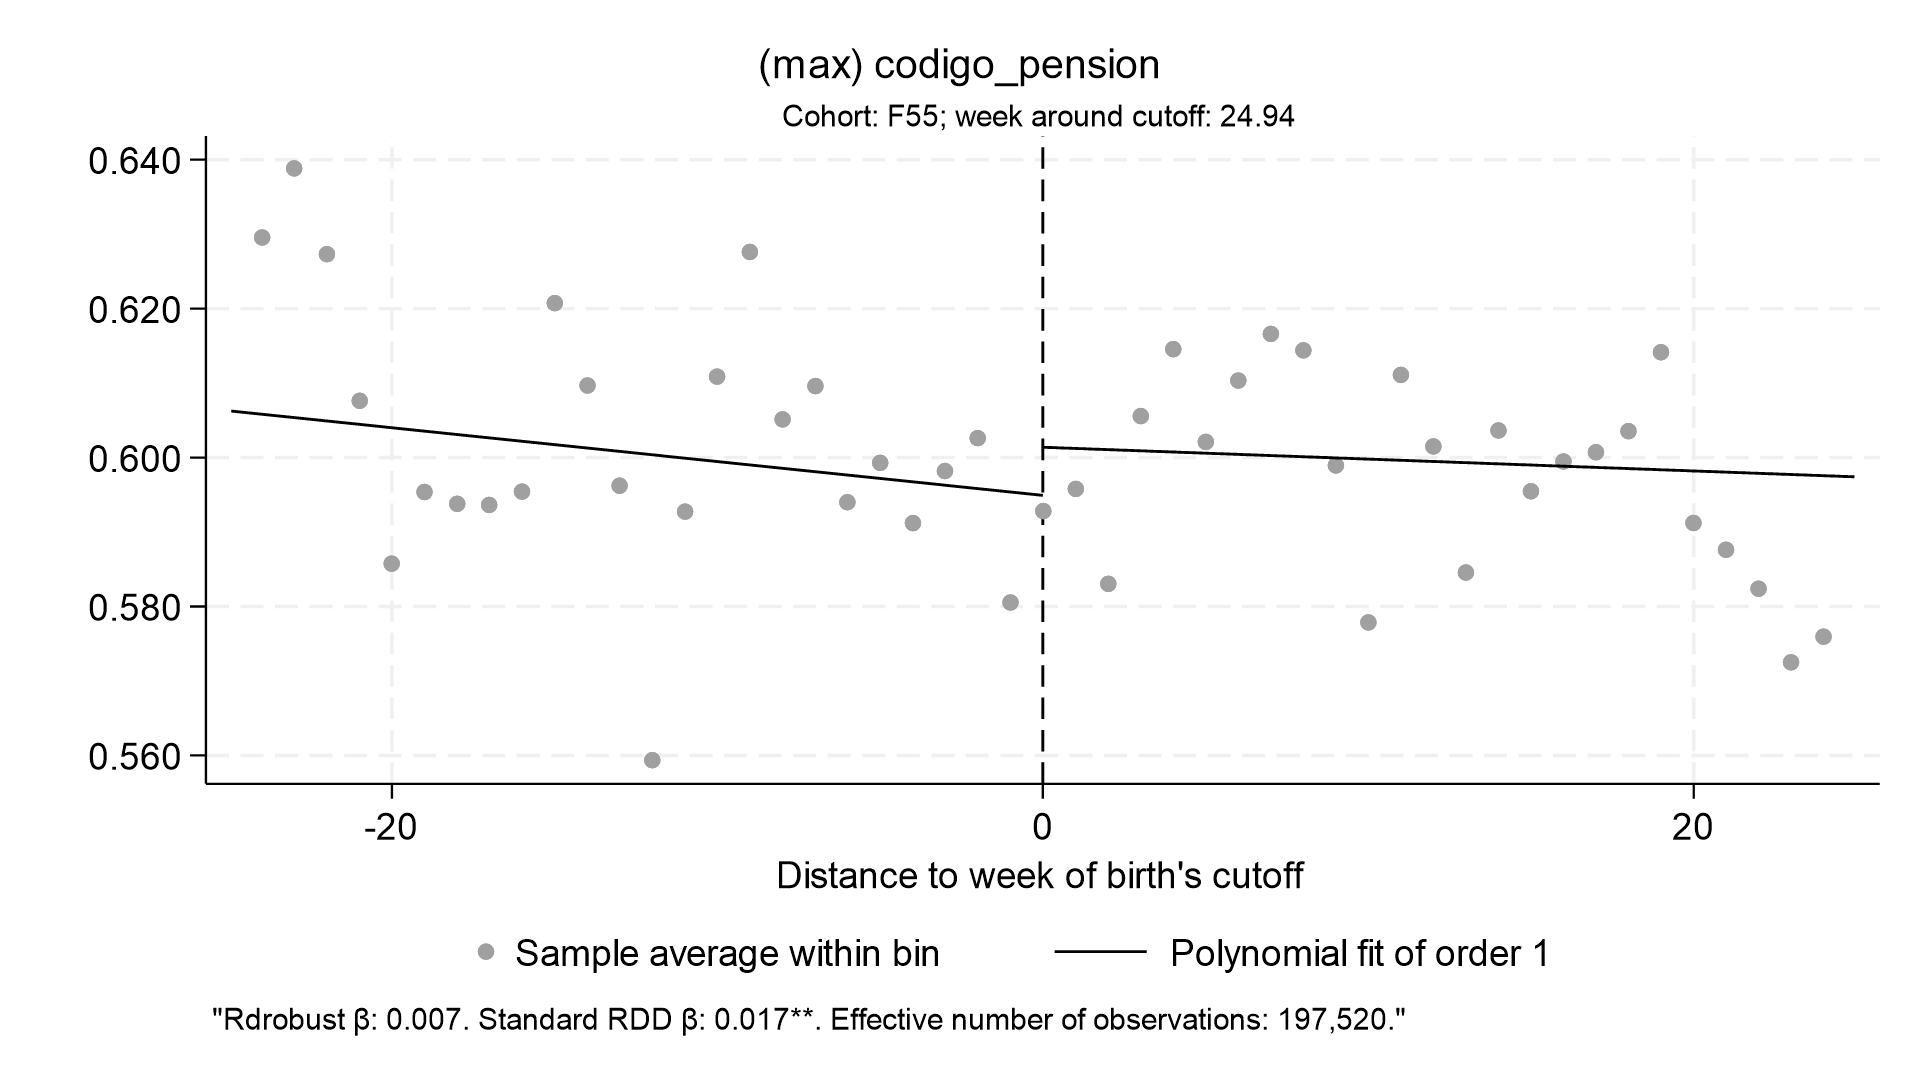 (max) codigo_pension
Cohort: F55; week around cutoff: 24.94
0.640
0.620
0.600
0.580
0.560
-20
0
20
Distance to week of birth's cutoff
Sample average within bin
Polynomial fit of order 1
"Rdrobust β: 0.007. Standard RDD β: 0.017**. Effective number of observations: 197,520."